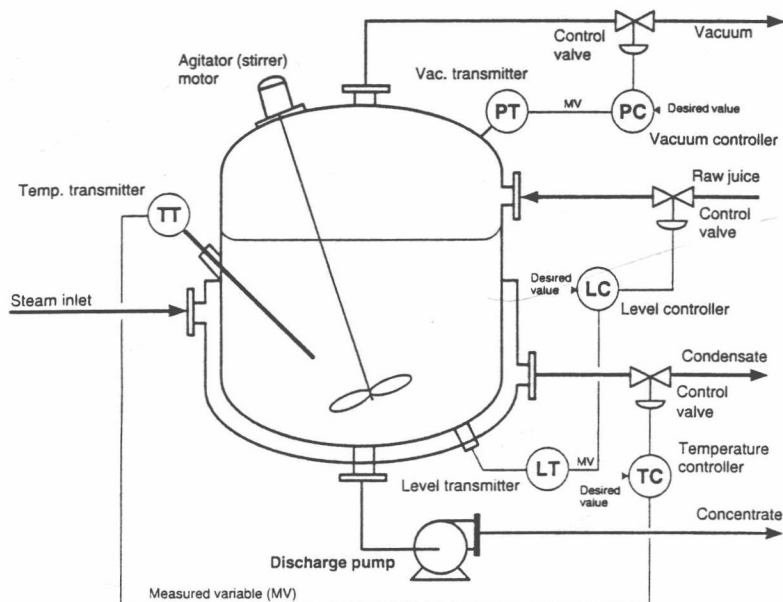 Control
valve
Vacuum
Agitator (stirrer)
motor
Vac. transmitter
PT
MV
PC
Desired value
Vacuum controller
Temp. transmitter
TT
Raw juice
Control
valve
Desired
value
LC
Level controller
Steam inlet
Condensate
Control
valve
Temperature
controller
Level transmitter
LT
MV
Desired
value
TC
Concentrate
Discharge pump
Measured variable (MV)